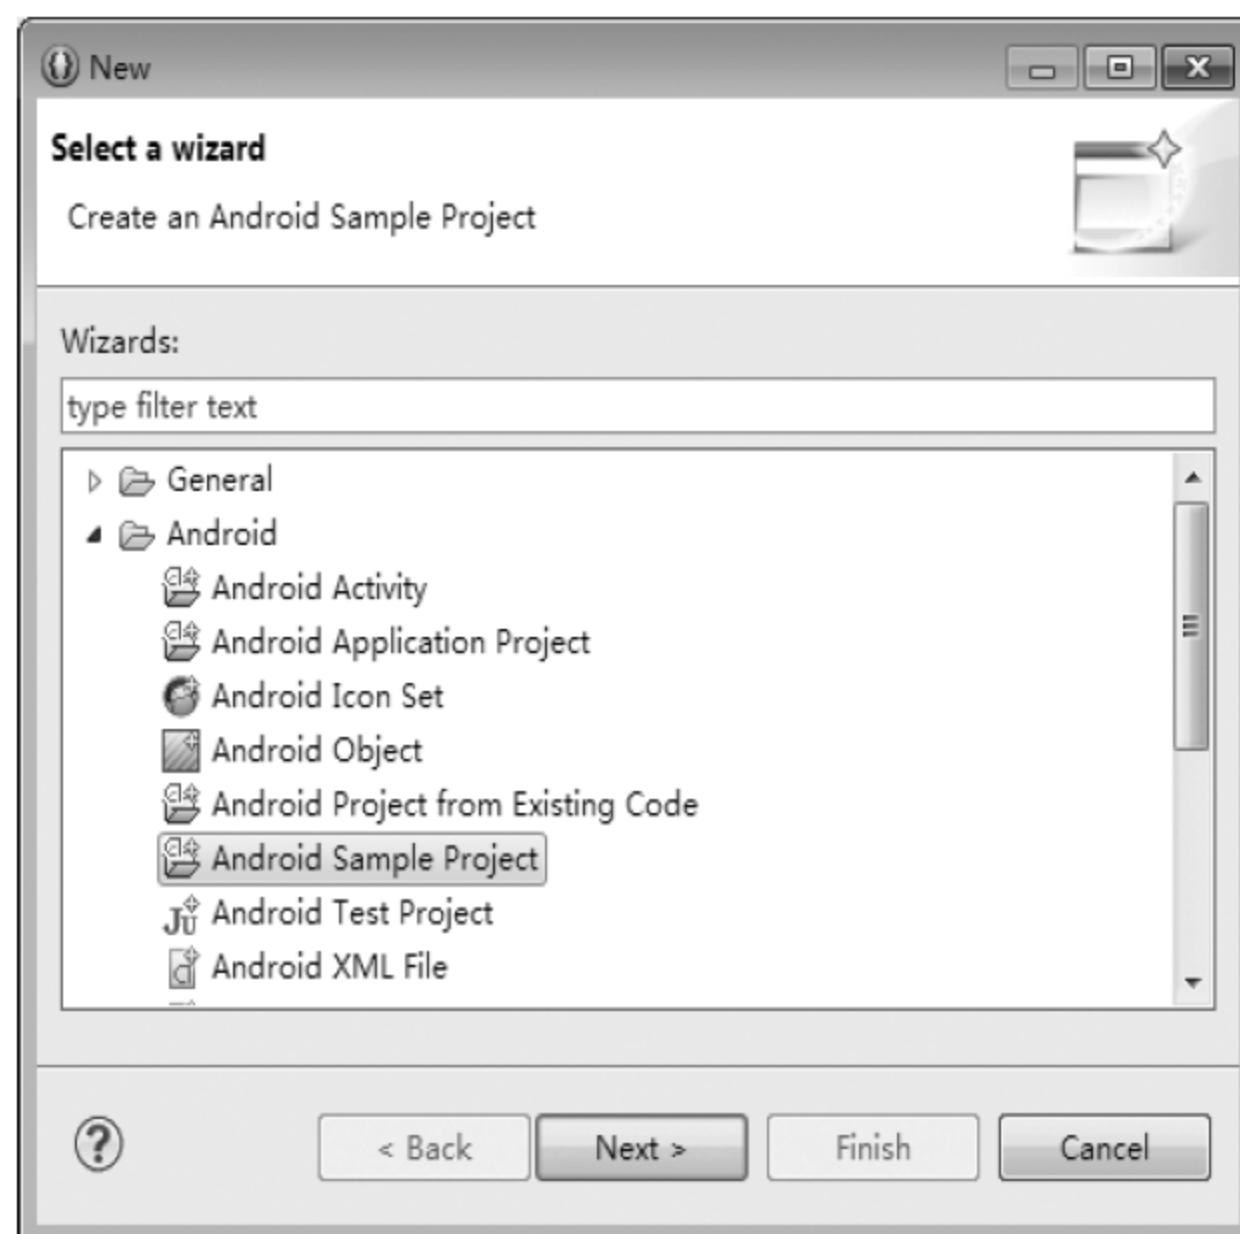 New
Select a wizard
Create an Android Sample Project
Wizards:
type filter text
General
Android
Android Activity
Android Application Project
Android Icon Set
Android Object
Android Project from Existing Code
Android Sample Project
Android Test Project
Android XML File
< Back Next > Finish Cancel